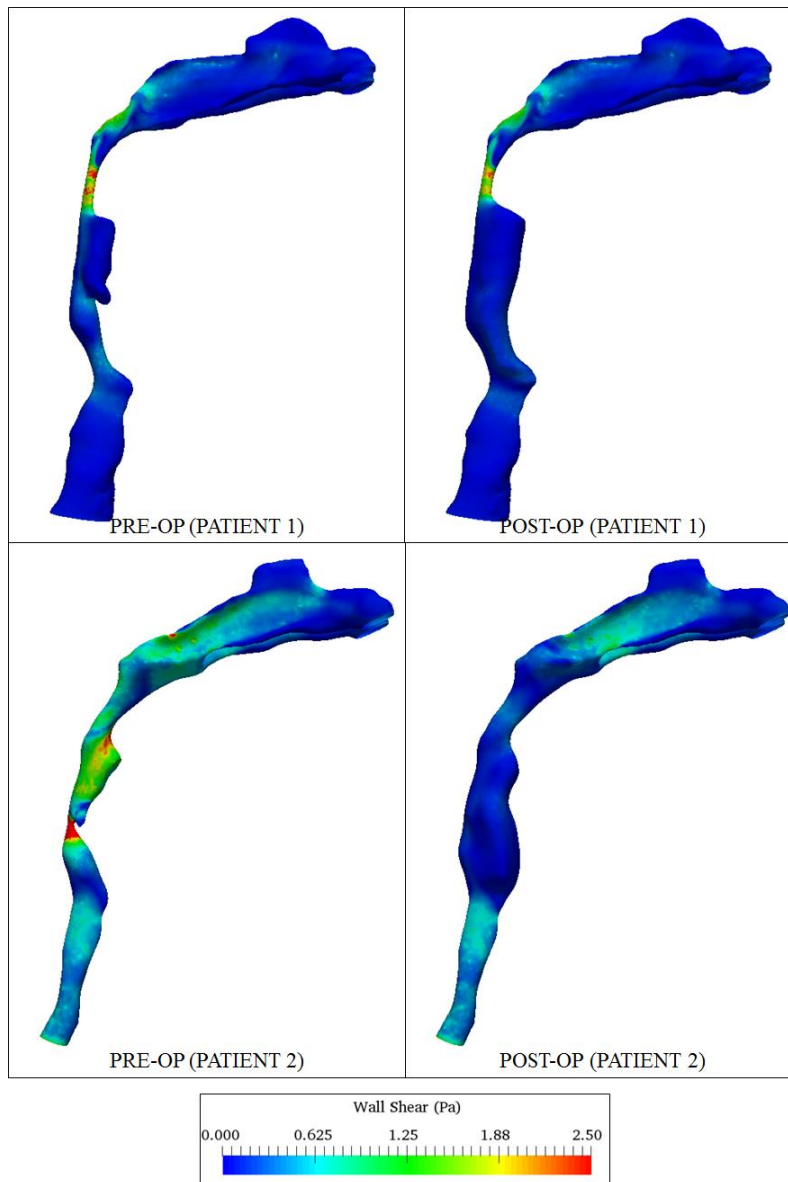 PRE-OP (PATIENT 1)
POST-OP (PATIENT 1)
PRE-OP (PATIENT 2)
POST-OP (PATIENT 2)
Wall Shear (Pa)
0.000 0.625 1.25 1.88 2.50